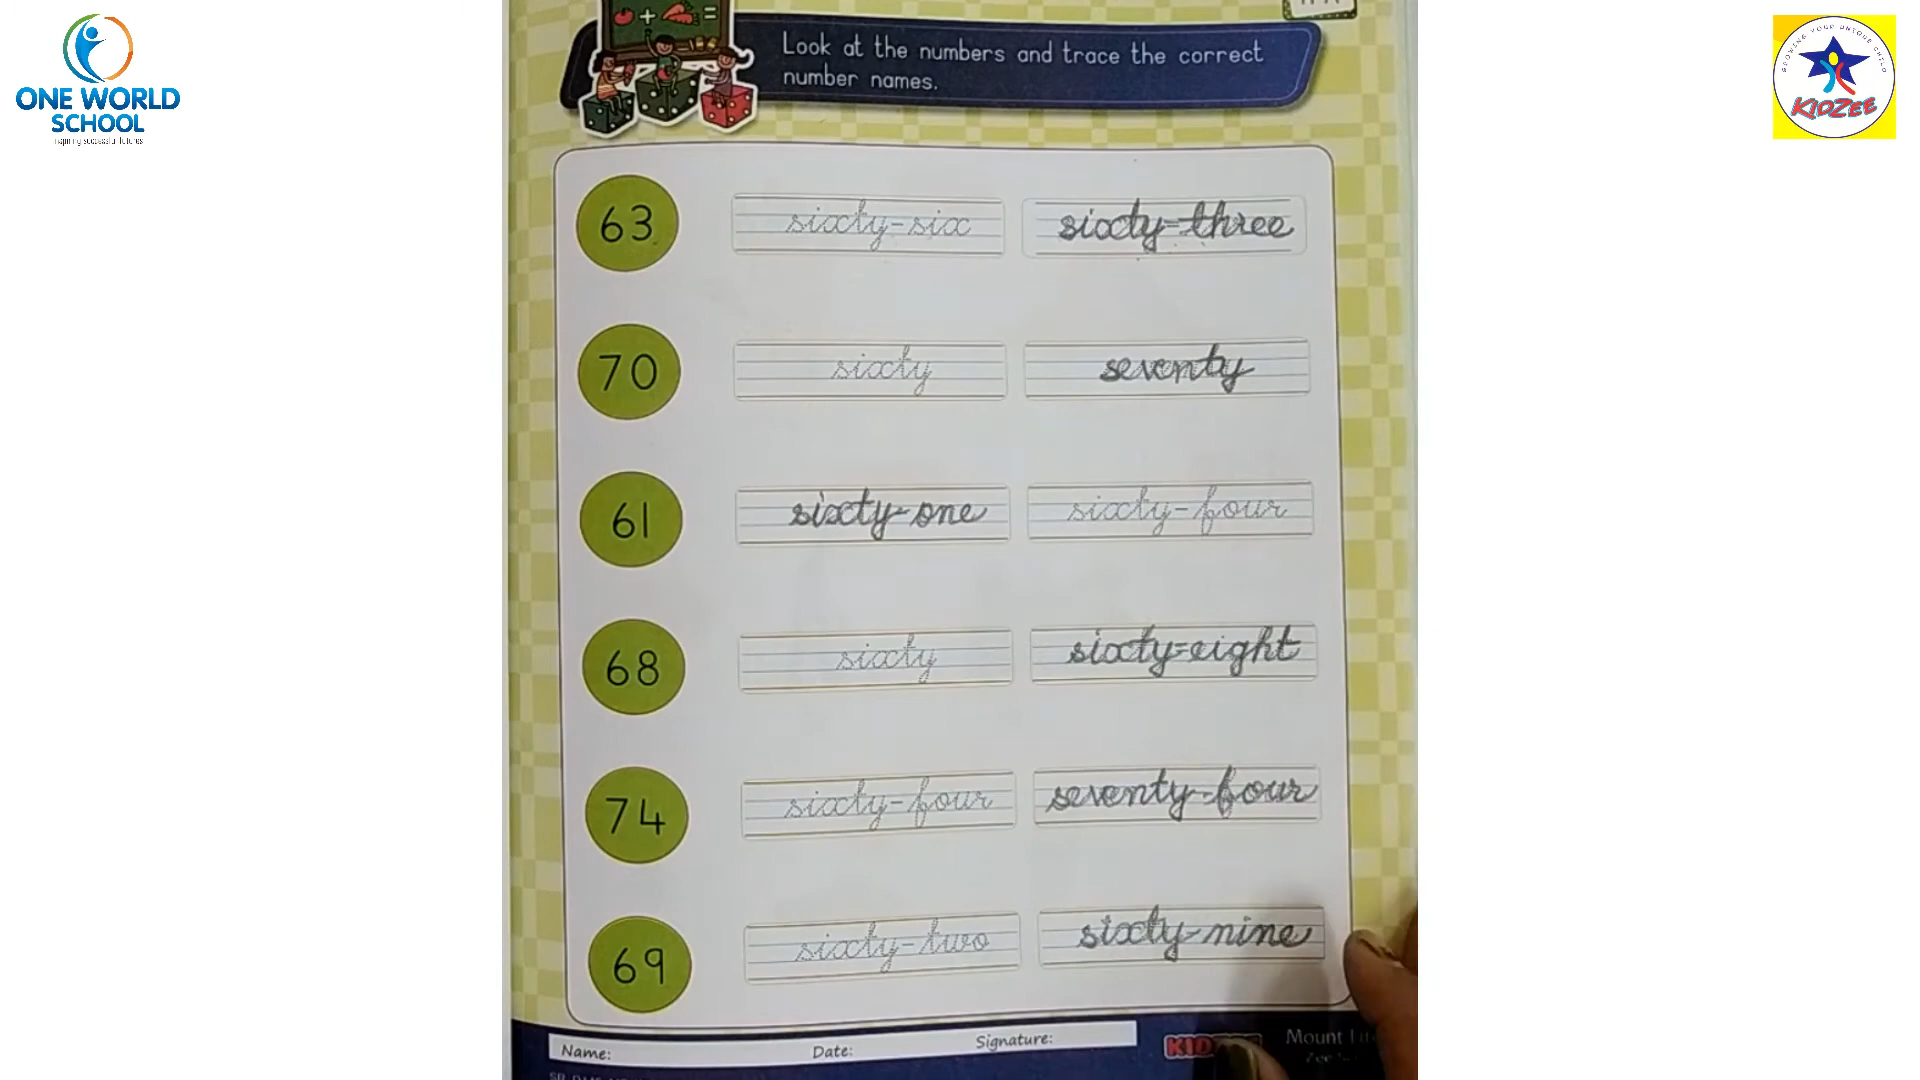 ONE WORLD
SCHOOL
Look at the numbers and trace the correct
number names.
KIDZEE
63 sixty-six sixty-three
70 sixty seventy
61 sixty-one sixty-four
68 sixty sixty-eight
74 sixty-four seventy-four
69 sixty-two sixty-nine
Name: Date: Signature:
Mount